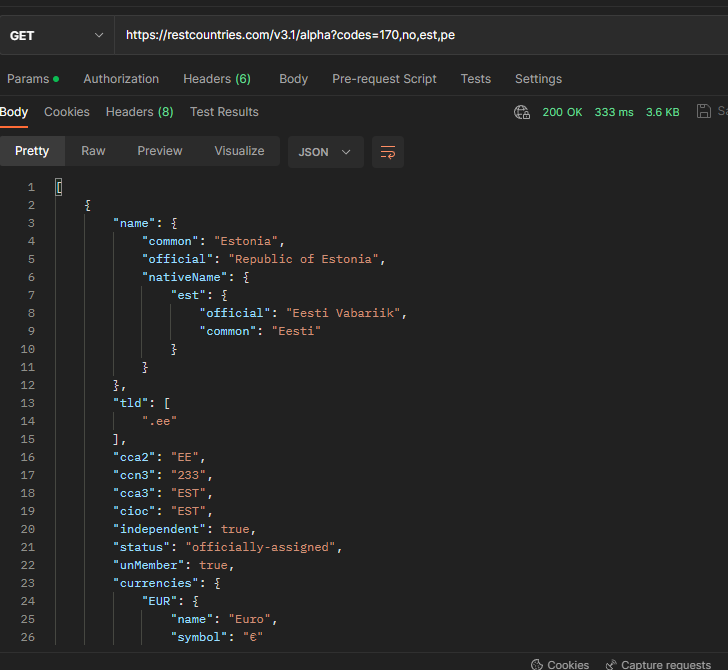 GET https://restcountries.com/v3.1/alpha?codes=170,no,est,pe
Params Authorization Headers (6) Body Pre-request Script Tests Settings
Body Cookies Headers (8) Test Results 200 OK 333 ms 3.6 KB
Pretty Raw Preview Visualize JSON
1 [
2 {
3 "name": {
4 "common": "Estonia",
5 "official": "Republic of Estonia",
6 "nativeName": {
7 "est": {
8 "official": "Eesti Vabariik",
9 "common": "Eesti"
10 }
11 }
12 },
13 "tld": [
14 ".ee"
15 ],
16 "cca2": "EE",
17 "ccn3": "233",
18 "cca3": "EST",
19 "cioc": "EST",
20 "independent": true,
21 "status": "officially-assigned",
22 "unMember": true,
23 "currencies": {
24 "EUR": {
25 "name": "Euro",
26 "symbol": "€"
Cookies Capture requests